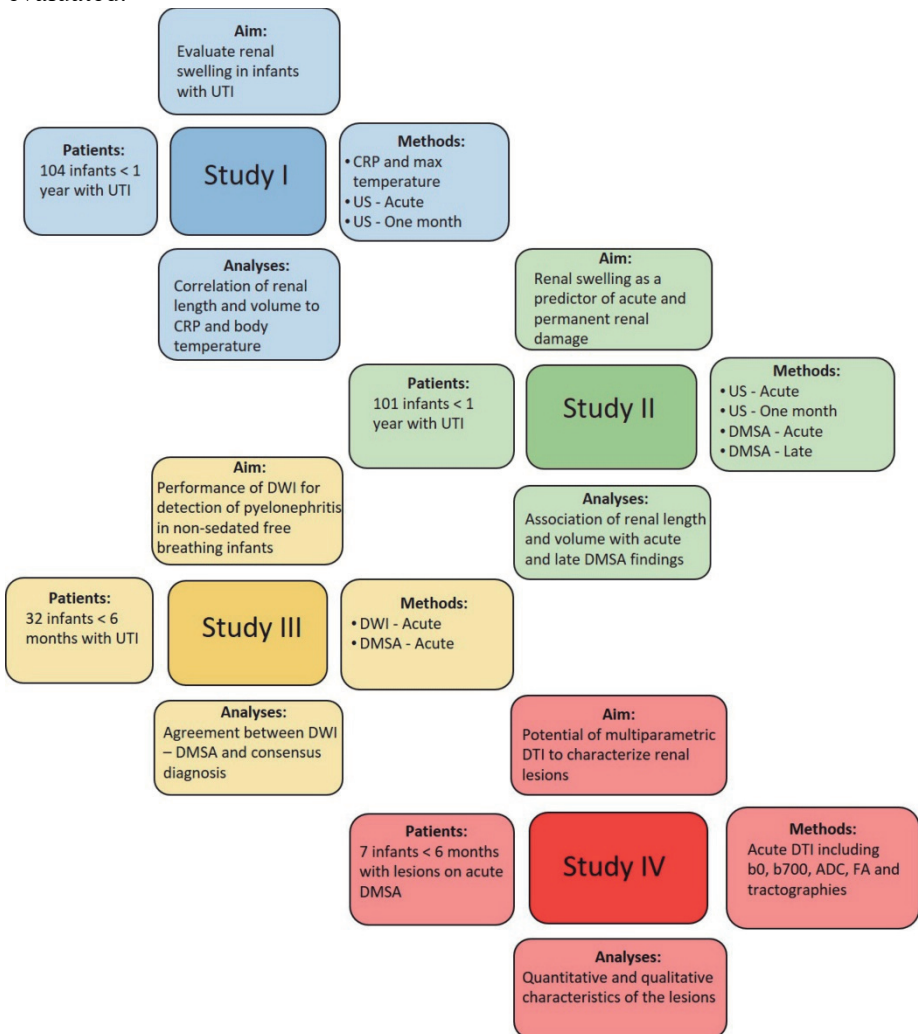 Aim:
Evaluate renal
swelling in infants
with UTI
Patients:
104 infants < 1
year with UTI
Study I
Methods:
• CRP and max
temperature
• US - Acute
• US - One month
Analyses:
Correlation of renal
length and volume to
CRP and body
temperature
Aim:
Renal swelling as a
predictor of acute and
permanent renal
damage
Patients:
101 infants < 1
year with UTI
Study II
Methods:
• US - Acute
• US - One month
• DMSA - Acute
• DMSA - Late
Analyses:
Association of renal length
and volume with acute
and late DMSA findings
Aim:
Performance of DWI for
detection of pyelonephritis
in non-sedated free
breathing infants
Patients:
32 infants < 6
months with UTI
Study III
Methods:
• DWI - Acute
• DMSA - Acute
Analyses:
Agreement between DWI
– DMSA and consensus
diagnosis
Aim:
Potential of multiparametric
DTI to characterize renal
lesions
Patients:
7 infants < 6 months
with lesions on acute
DMSA
Study IV
Methods:
Acute DTI including
b0, b700, ADC, FA and
tractographies
Analyses:
Quantitative and qualitative
characteristics of the lesions